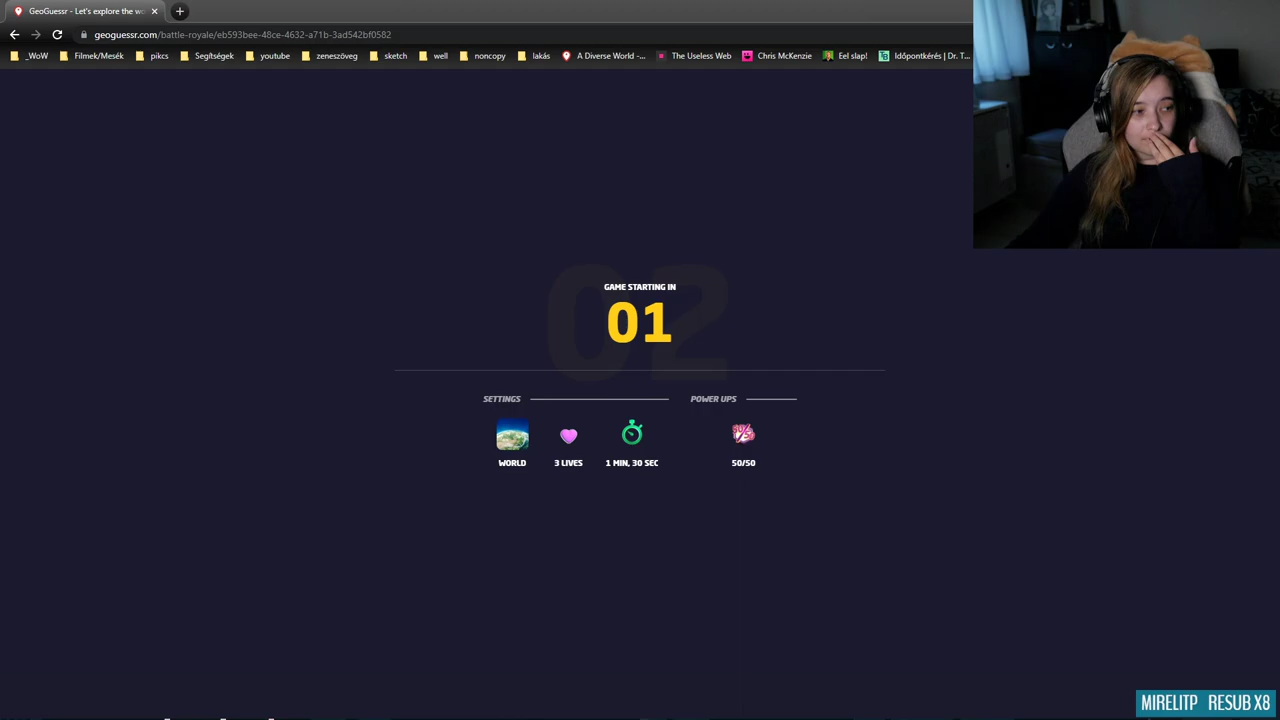 GeoGuessr - Let's explore the wo
geoguessr.com/battle-royale/eb593bee-48ce-4632-a71b-3ad542bf0582
_WoW Filmek/Mesék pikcs Segítségek youtube zeneszöveg sketch well noncopy lakás A Diverse World -... The Useless Web Chris McKenzie Eel slap! Időpontkérés | Dr. T...
02
GAME STARTING IN
01
SETTINGS POWER UPS
WORLD 3 LIVES 1 MIN, 30 SEC 50/50
MIRELITP RESUB X8